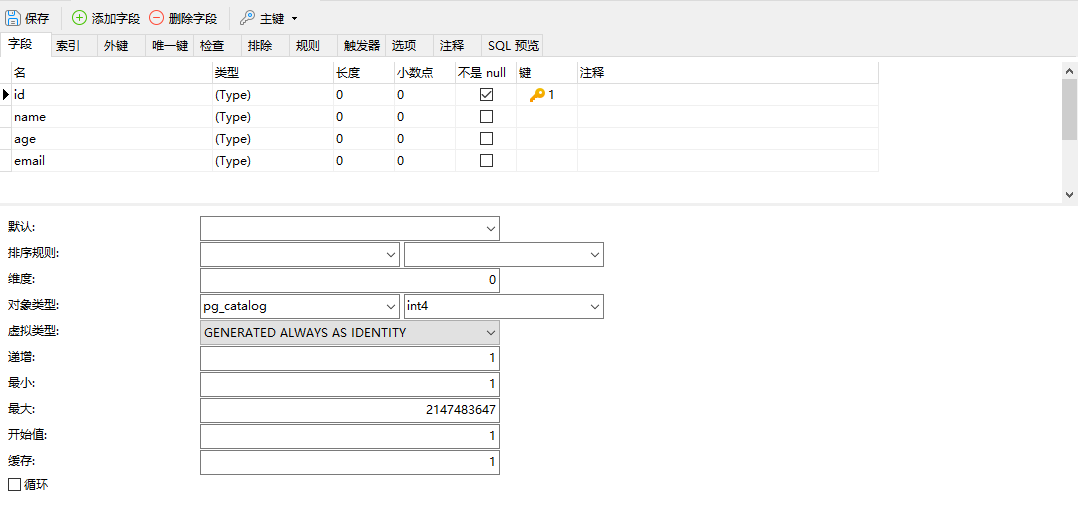 保存 添加字段 删除字段 主键
字段 索引 外键 唯一键 检查 排除 规则 触发器 选项 注释 SQL 预览
名 类型 长度 小数点 不是 null 键 注释
id (Type) 0 0 1
name (Type) 0 0
age (Type) 0 0
email (Type) 0 0
默认:
排序规则:
维度: 0
对象类型: pg_catalog int4
虚拟类型: GENERATED ALWAYS AS IDENTITY
递增: 1
最小: 1
最大: 2147483647
开始值: 1
缓存: 1
循环